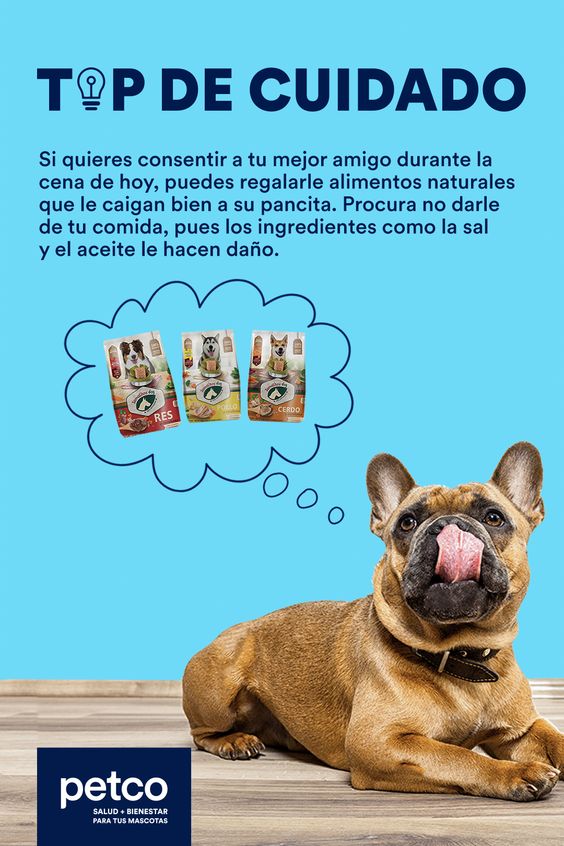 TIP DE CUIDADO
Si quieres consentir a tu mejor amigo durante la
cena de hoy, puedes regalarle alimentos naturales
que le caigan bien a su pancita. Procura no darle
de tu comida, pues los ingredientes como la sal
y el aceite le hacen daño.
RES
POLLO
CERDO
petco
SALUD + BIENESTAR
PARA TUS MASCOTAS